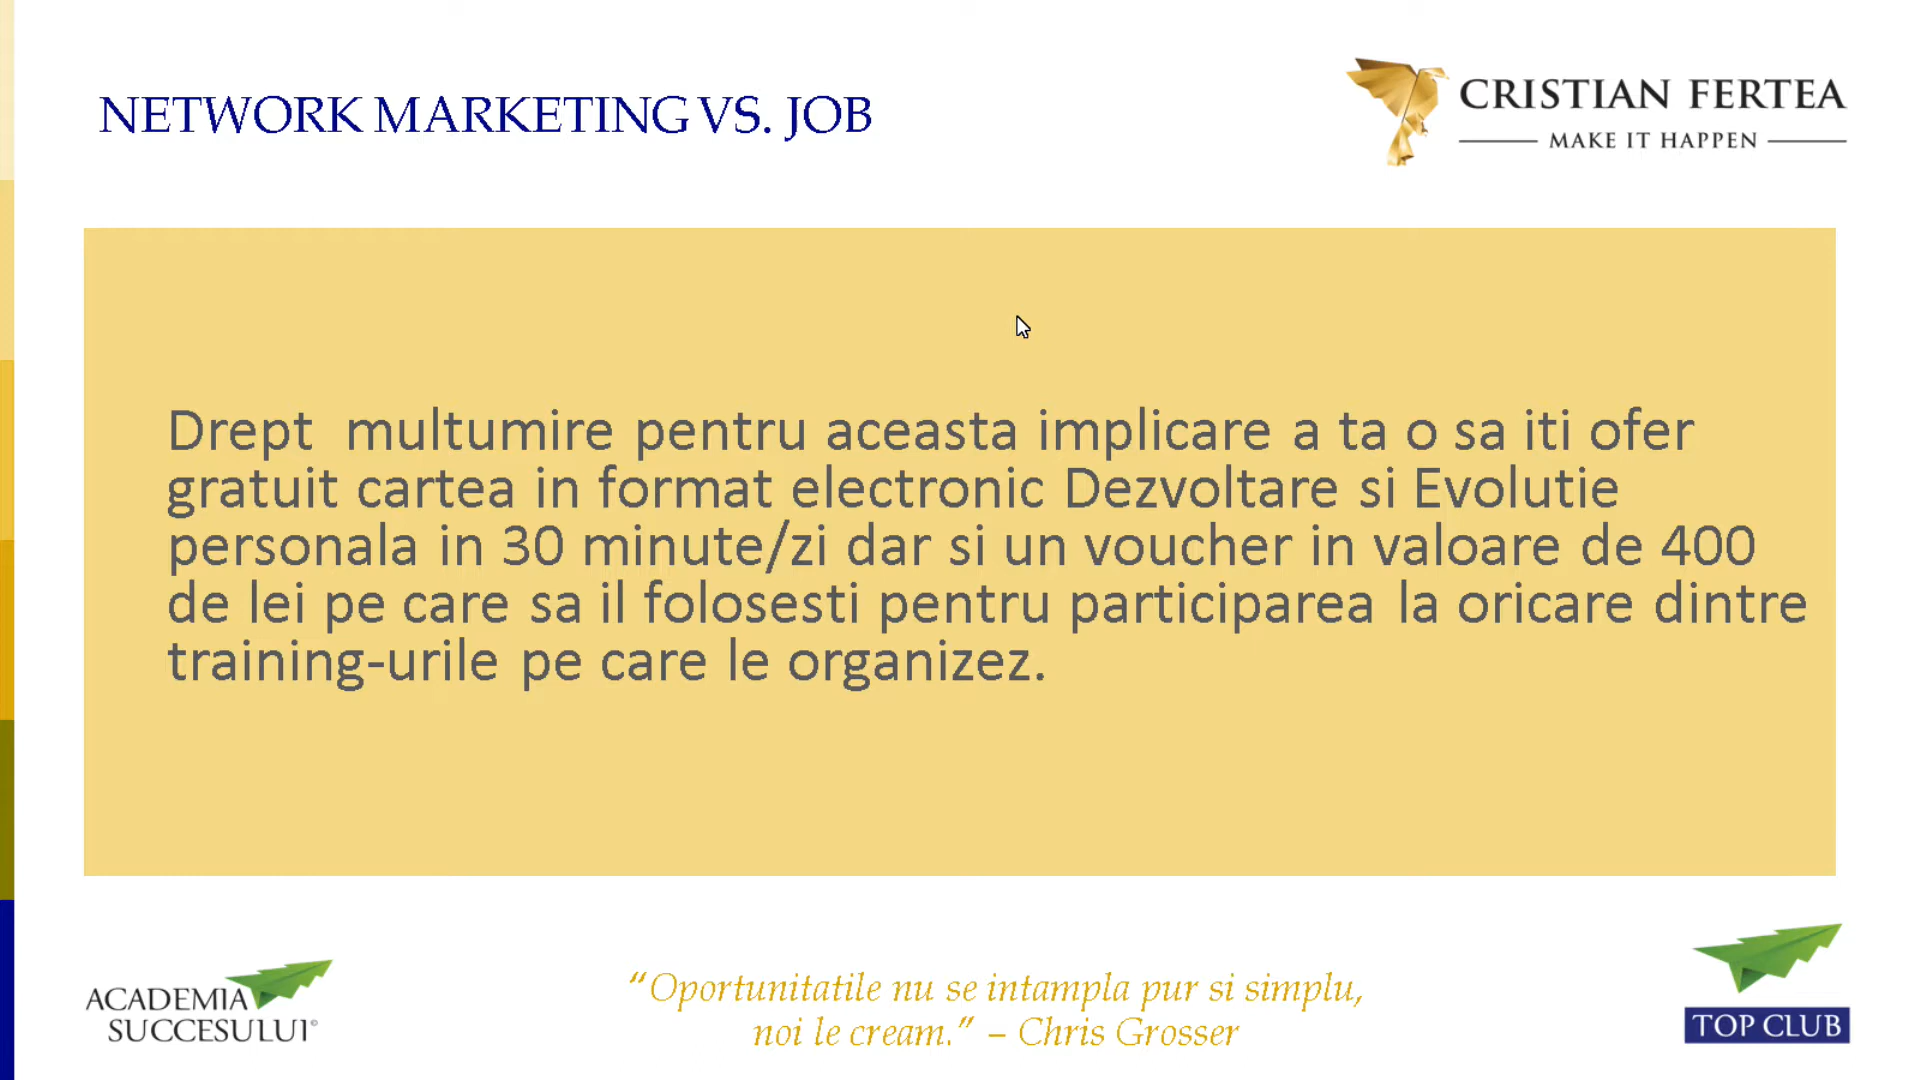 NETWORK MARKETING VS. JOB
CRISTIAN FERTEA
MAKE IT HAPPEN
Drept multumire pentru aceasta implicare a ta o sa iti ofer
gratuit cartea in format electronic Dezvoltare si Evolutie
personala in 30 minute/zi dar si un voucher in valoare de 400
de lei pe care sa il folosesti pentru participarea la oricare dintre
training-urile pe care le organizez.
ACADEMIA
SUCCESULUI©
“Oportunitatile nu se intampla pur si simplu,
noi le cream.” – Chris Grosser
TOP CLUB